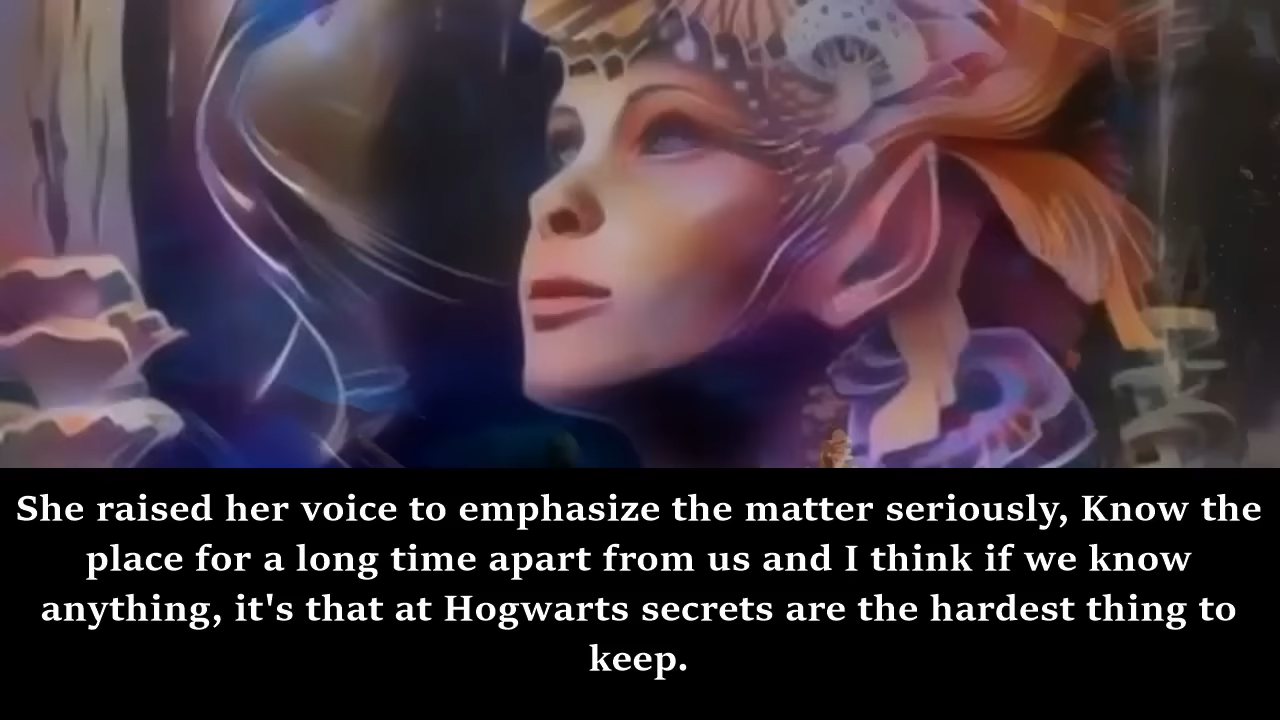 She raised her voice to emphasize the matter seriously, Know the
place for a long time apart from us and I think if we know
anything, it's that at Hogwarts secrets are the hardest thing to
keep.